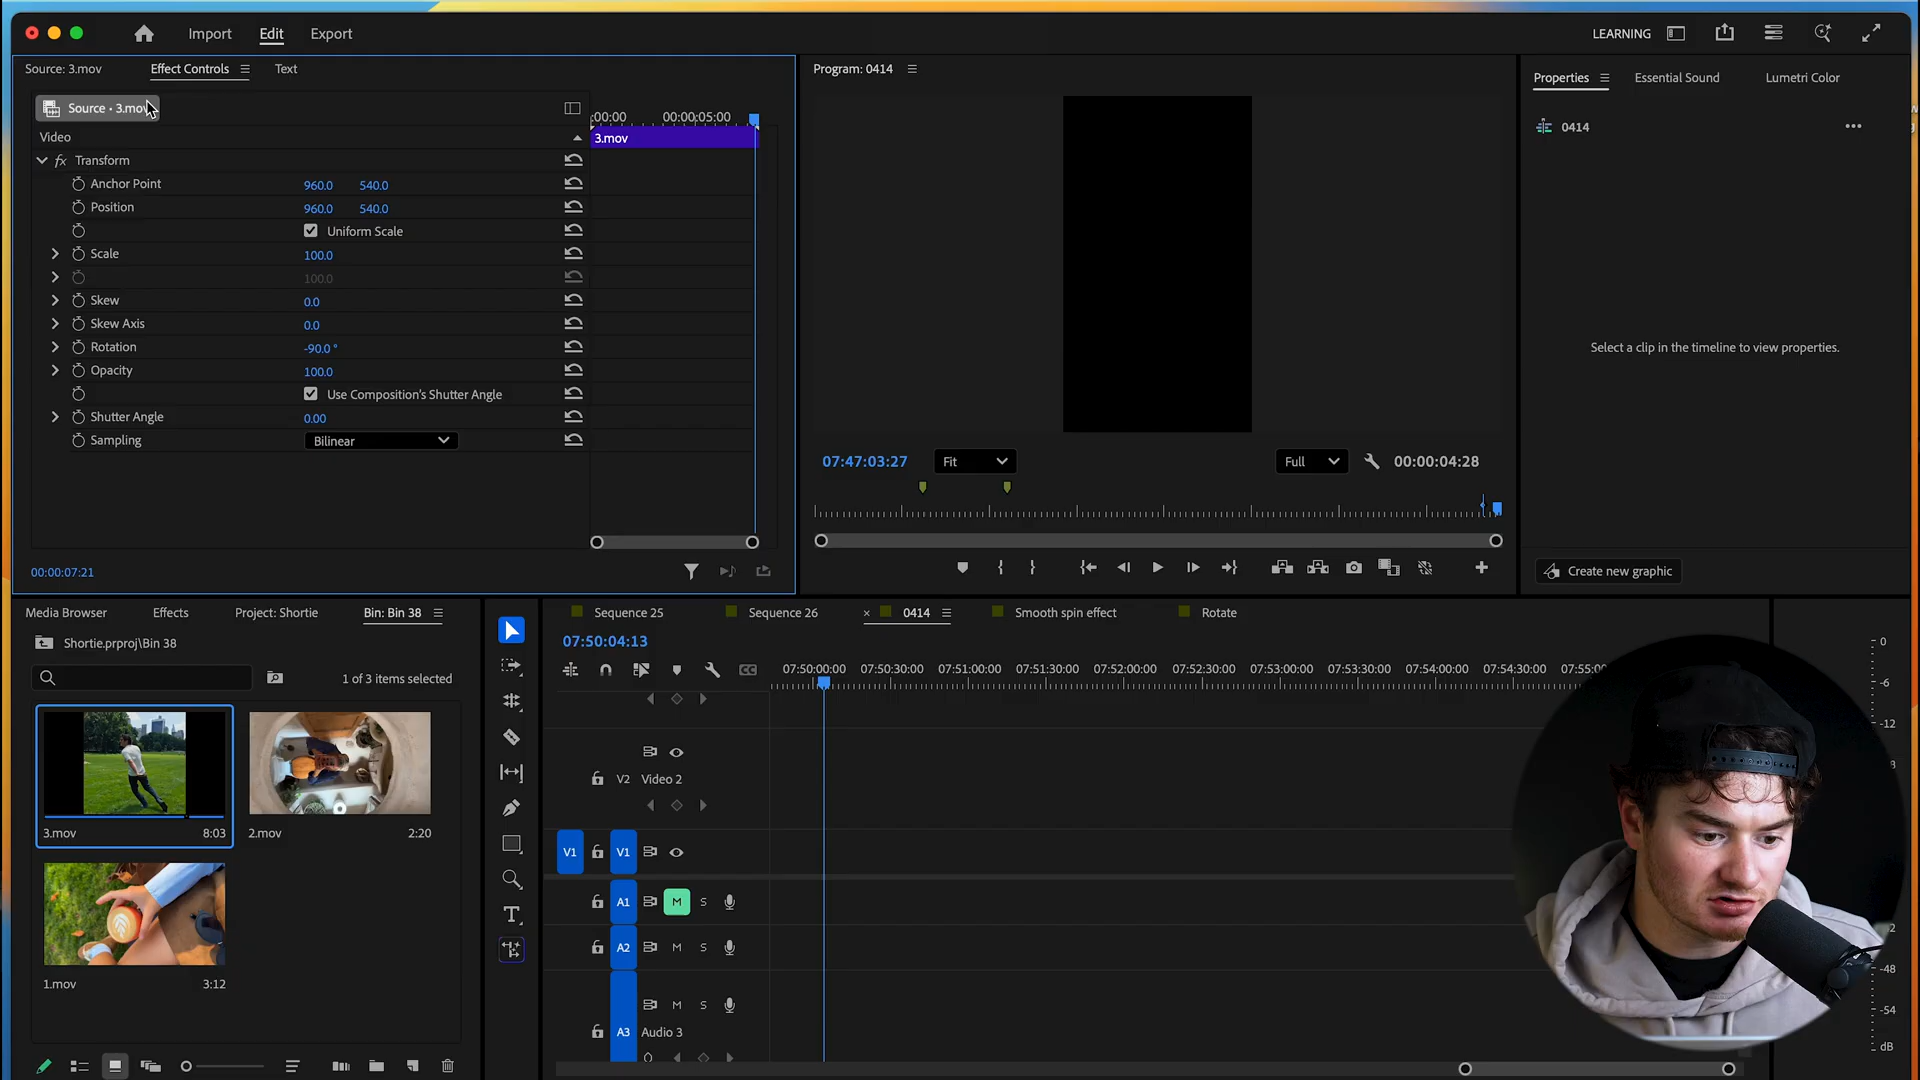 Import Edit Export LEARNING
Source: 3.mov Effect Controls Text
Source • 3.mov
Video
:00:00 00:00:05:00
3.mov
fx Transform
Anchor Point 960.0 540.0
Position 960.0 540.0
Uniform Scale
Scale 100.0
100.0
Skew 0.0
Skew Axis 0.0
Rotation -90.0 °
Opacity 100.0
Use Composition's Shutter Angle
Shutter Angle 0.00
Sampling Bilinear
00:00:07:21
Program: 0414
07:47:03:27 Fit Full 00:00:04:28
Properties Essential Sound Lumetri Color
0414
Select a clip in the timeline to view properties.
Create new graphic
Media Browser Effects Project: Shortie Bin: Bin 38
Shortie.prproj\Bin 38
1 of 3 items selected
3.mov 8:03
2.mov 2:20
1.mov 3:12
Sequence 25 Sequence 26 × 0414 Smooth spin effect Rotate
07:50:04:13
07:50:00:00 07:50:30:00 07:51:00:00 07:51:30:00 07:52:00:00 07:52:30:00 07:53:00:00 07:53:30:00 07:54:00:00 07:54:30:00
V2 Video 2
V1 V1
A1 M S
A2 M S
M S
A3 Audio 3
0
-6
-12
-48
-54
dB